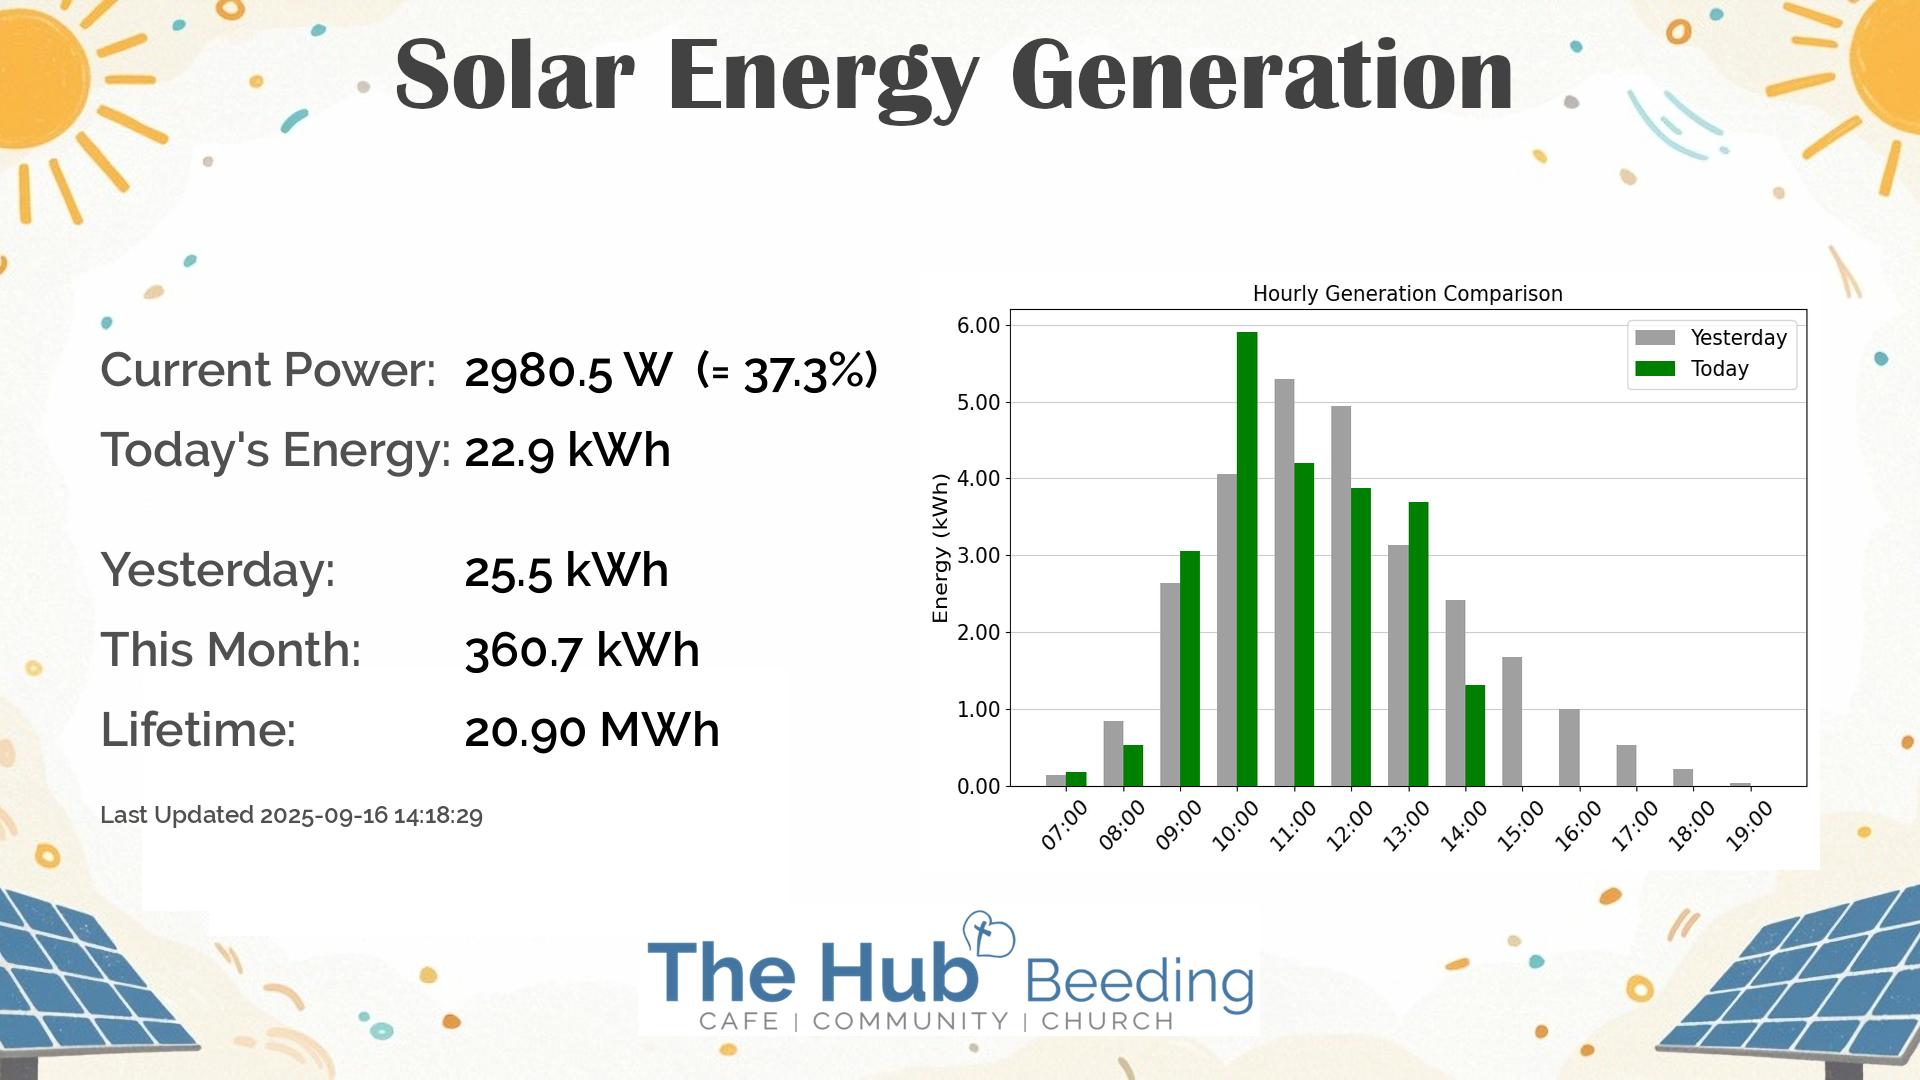 Solar Energy Generation
Current Power: 2980.5 W (= 37.3%)
Today's Energy: 22.9 kWh
Yesterday: 25.5 kWh
This Month: 360.7 kWh
Lifetime: 20.90 MWh
Last Updated 2025-09-16 14:18:29
Hourly Generation Comparison
Yesterday
Today
Energy (kWh)
6.00
5.00
4.00
3.00
2.00
1.00
0.00
07:00 08:00 09:00 10:00 11:00 12:00 13:00 14:00 15:00 16:00 17:00 18:00 19:00
The Hub Beeding
CAFE | COMMUNITY | CHURCH